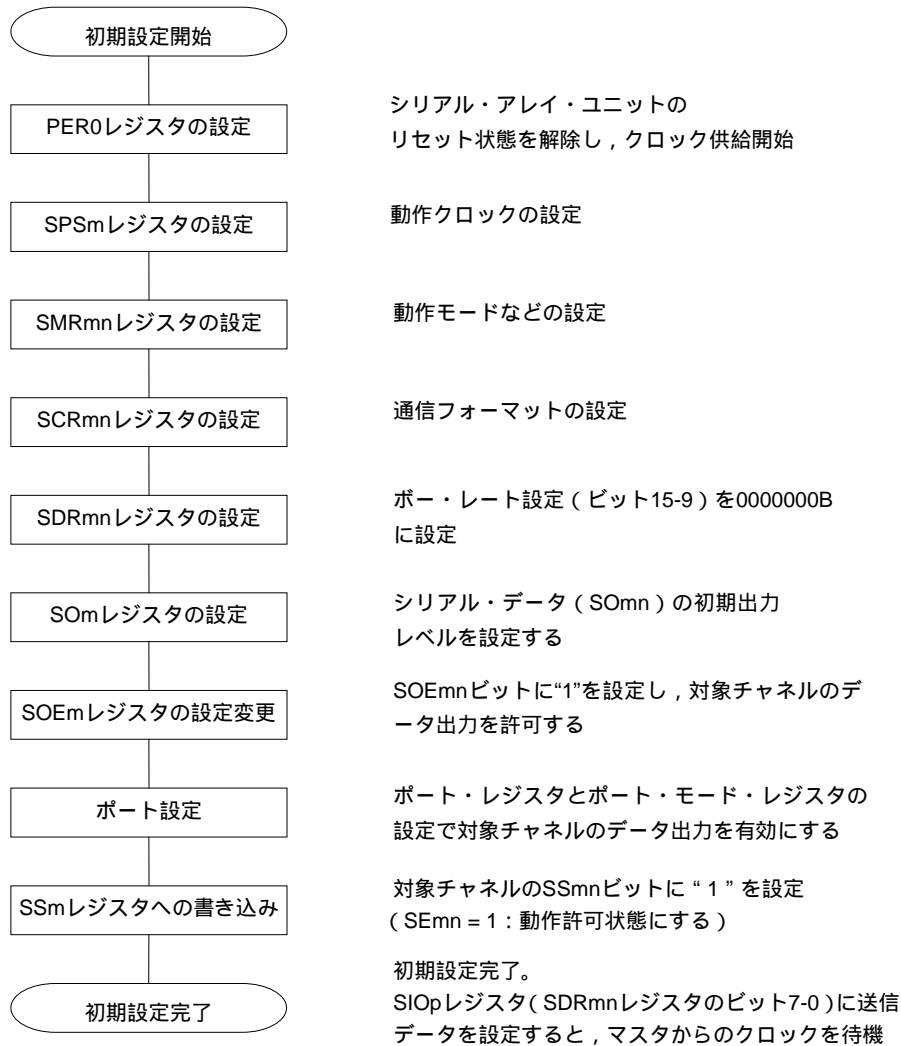 初期設定開始
PER0レジスタの設定
シリアル・アレイ・ユニットの
リセット状態を解除し，クロック供給開始
SPSmレジスタの設定
動作クロックの設定
SMRmnレジスタの設定
動作モードなどの設定
SCRmnレジスタの設定
通信フォーマットの設定
SDRmnレジスタの設定
ボー・レート設定（ビット15-9）を0000000B
に設定
SOmレジスタの設定
シリアル・データ（SOmn）の初期出力
レベルを設定する
SOEmレジスタの設定変更
SOEmnビットに“1”を設定し，対象チャネルのデ
ータ出力を許可する
ポート設定
ポート・レジスタとポート・モード・レジスタの
設定で対象チャネルのデータ出力を有効にする
SSmレジスタへの書き込み
対象チャネルのSSmnビットに“1”を設定
（SEmn = 1：動作許可状態にする）
初期設定完了
初期設定完了。
SIOpレジスタ（SDRmnレジスタのビット7-0）に送信
データを設定すると，マスタからのクロックを待機